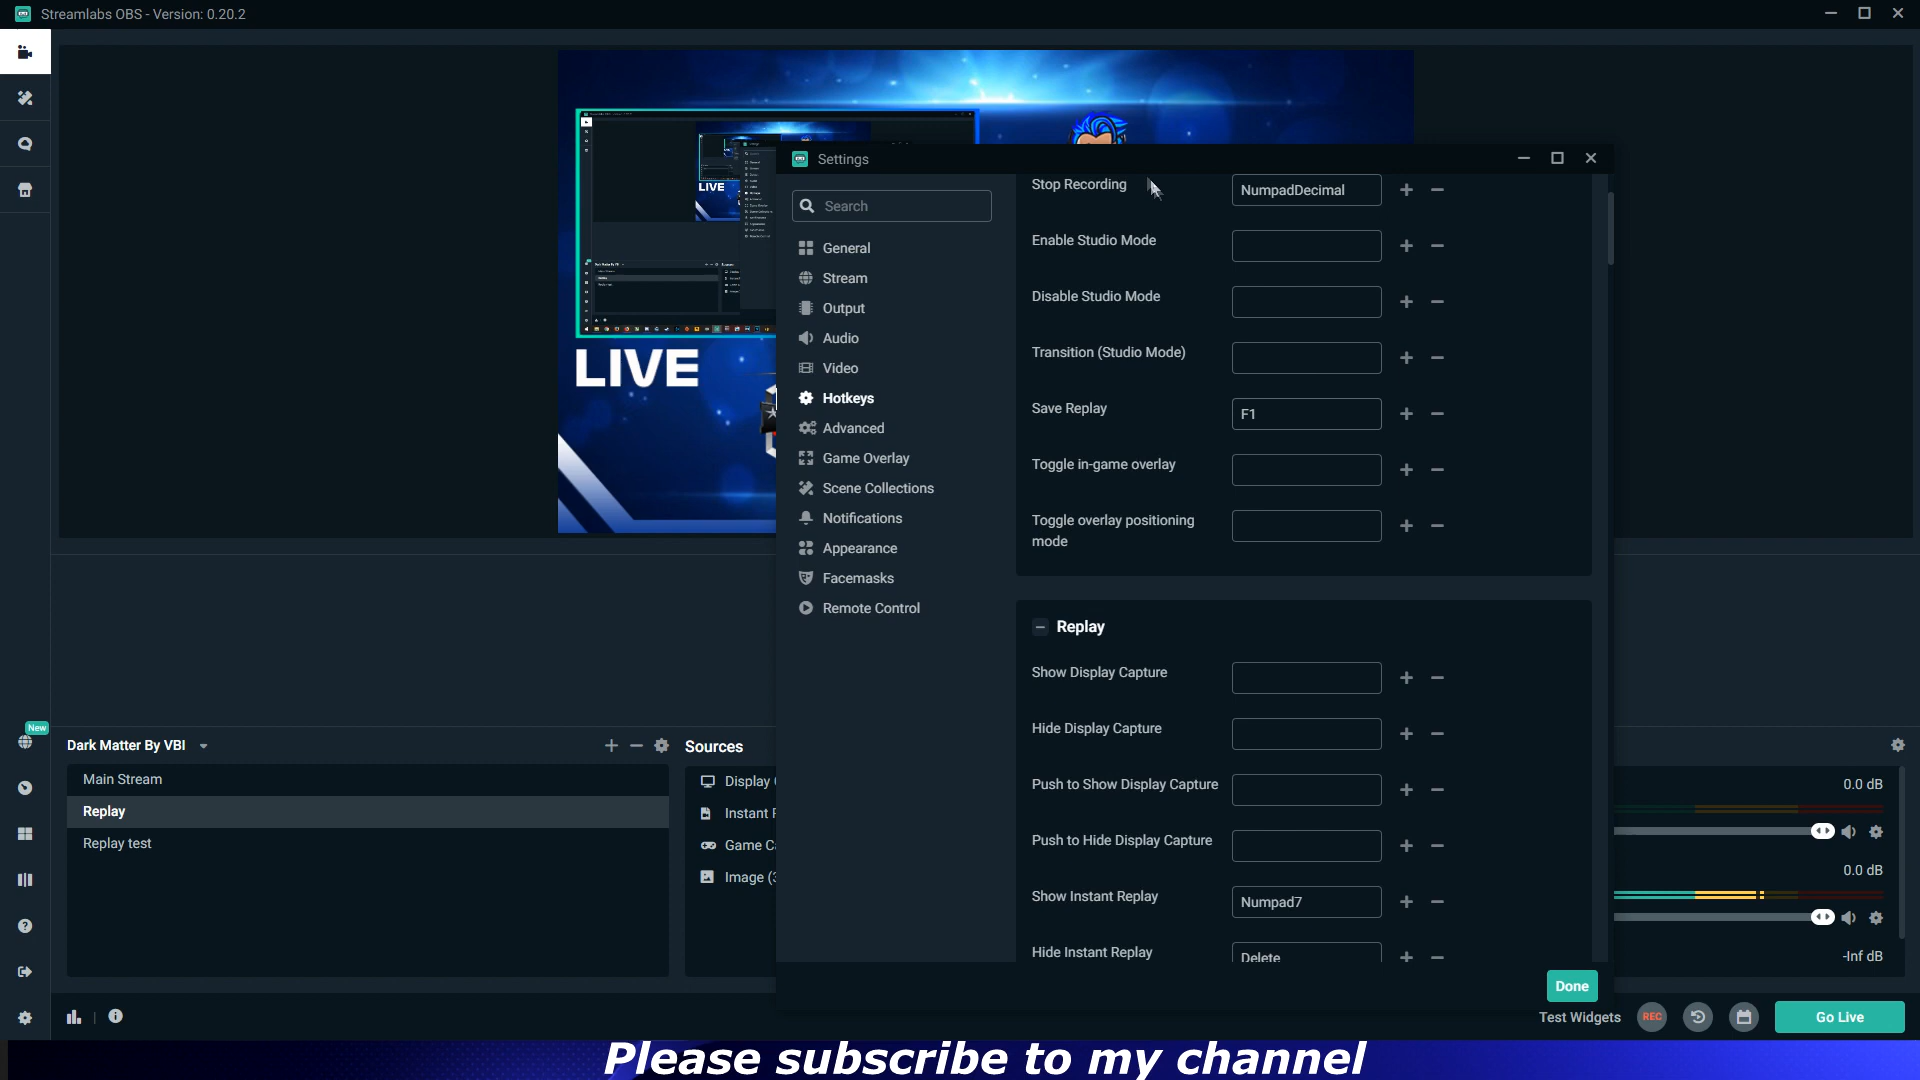 Streamlabs OBS - Version: 0.20.2
LIVE
LIVE
Settings
Search
General
Stream
Output
Audio
Video
Hotkeys
Advanced
Game Overlay
Scene Collections
Notifications
Appearance
Facemasks
Remote Control
Stop Recording NumpadDecimal
Enable Studio Mode
Disable Studio Mode
Transition (Studio Mode)
Save Replay F1
Toggle in-game overlay
Toggle overlay positioning
mode
Replay
Show Display Capture
Hide Display Capture
Push to Show Display Capture
Push to Hide Display Capture
Show Instant Replay Numpad7
Hide Instant Replay Delete
Done
New
Dark Matter By VBI
Main Stream
Replay
Replay test
Sources
Display
Instant
Game
Image
0.0 dB
0.0 dB
-Inf dB
Test Widgets REC Go Live
Please subscribe to my channel